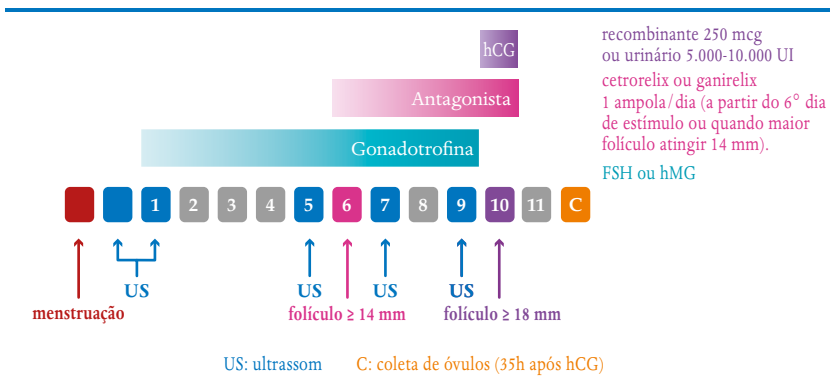 hCG
recombinante 250 mcg
ou urinário 5.000-10.000 UI
Antagonista
cetrorelix ou ganirelix
1 ampola/dia (a partir do 6° dia
de estímulo ou quando maior
folículo atingir 14 mm).
Gonadotrofina
FSH ou hMG
1 2 3 4 5 6 7 8 9 10 11 C
US US US US
menstruação folículo ≥ 14 mm folículo ≥ 18 mm
US: ultrassom C: coleta de óvulos (35h após hCG)